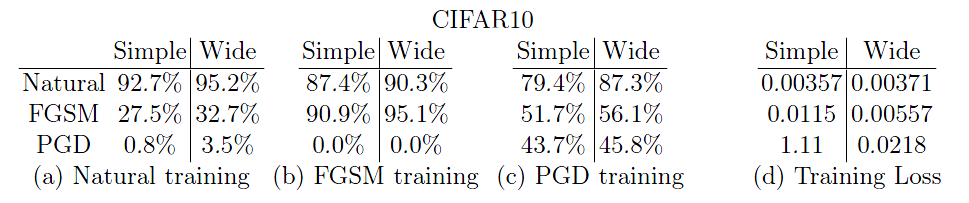 CIFAR10
Simple Wide Simple Wide Simple Wide Simple Wide
Natural 92.7% 95.2% 87.4% 90.3% 79.4% 87.3% 0.00357 0.00371
FGSM 27.5% 32.7% 90.9% 95.1% 51.7% 56.1% 0.0115 0.00557
PGD 0.8% 3.5% 0.0% 0.0% 43.7% 45.8% 1.11 0.0218
(a) Natural training (b) FGSM training (c) PGD training (d) Training Loss